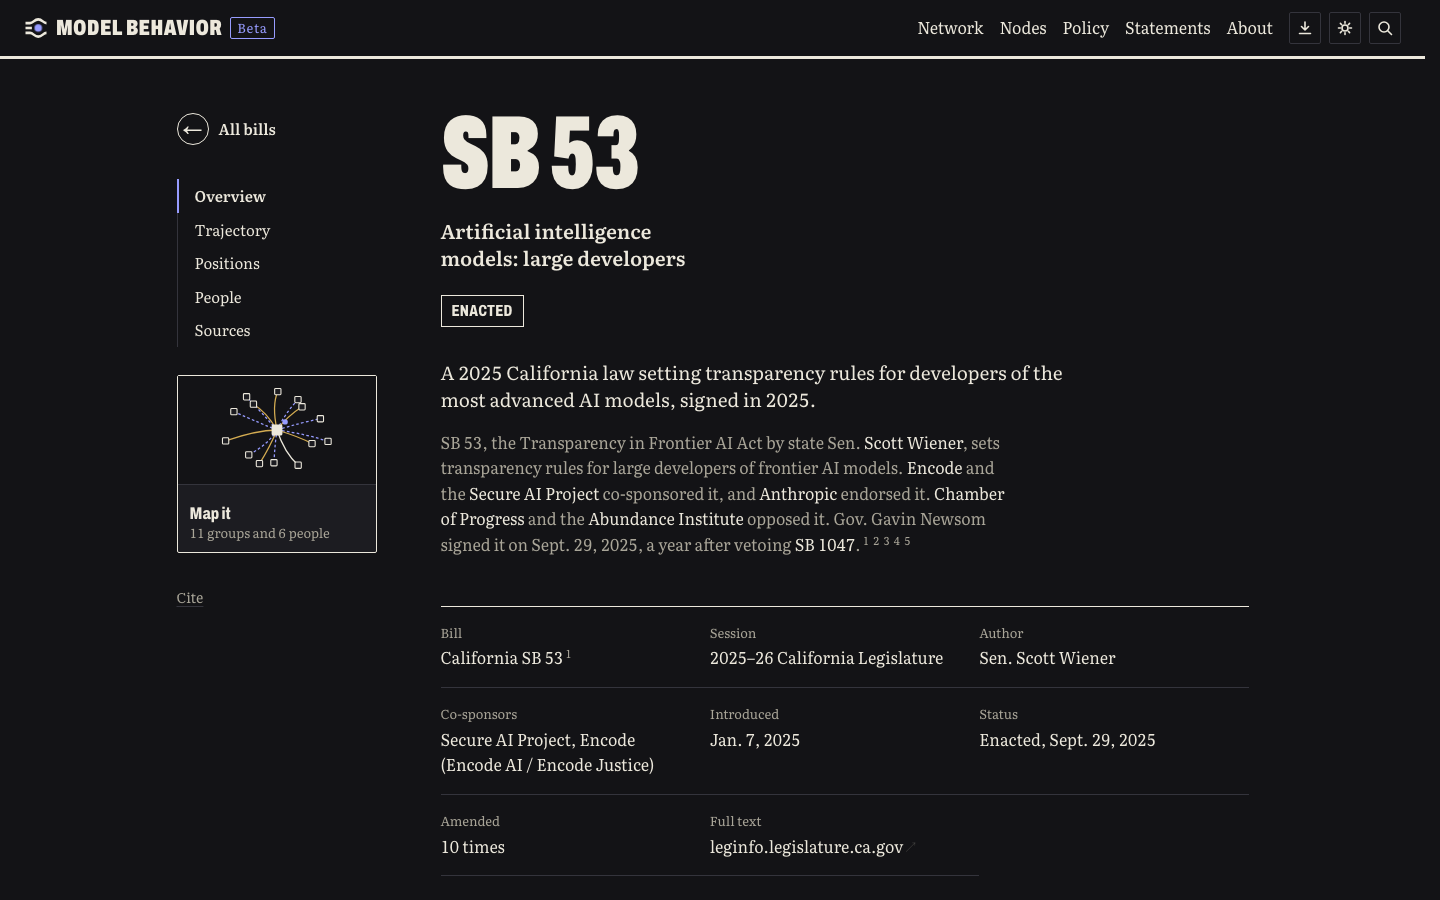 MODEL BEHAVIOR Beta
Network Nodes Policy Statements About
← All bills
Overview
Trajectory
Positions
People
Sources
Map it
11 groups and 6 people
Cite
SB 53
Artificial intelligence
models: large developers
ENACTED
A 2025 California law setting transparency rules for developers of the
most advanced AI models, signed in 2025.
SB 53, the Transparency in Frontier AI Act by state Sen. Scott Wiener, sets
transparency rules for large developers of frontier AI models. Encode and
the Secure AI Project co-sponsored it, and Anthropic endorsed it. Chamber
of Progress and the Abundance Institute opposed it. Gov. Gavin Newsom
signed it on Sept. 29, 2025, a year after vetoing SB 1047. 1 2 3 4 5
Bill
California SB 53 1
Session
2025–26 California Legislature
Author
Sen. Scott Wiener
Co-sponsors
Secure AI Project, Encode
(Encode AI / Encode Justice)
Introduced
Jan. 7, 2025
Status
Enacted, Sept. 29, 2025
Amended
10 times
Full text
leginfo.legislature.ca.gov↗